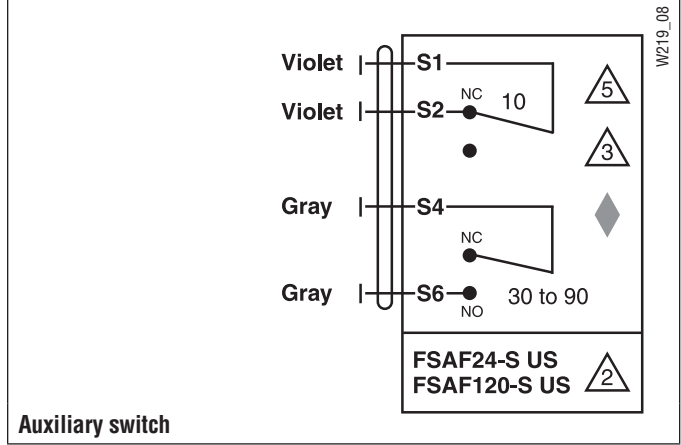 W219_08
Violet S1 5
NC
Violet S2 10
3
Gray S4
NC
Gray S6 30 to 90
NO
FSAF24-S US
FSAF120-S US 2
Auxiliary switch